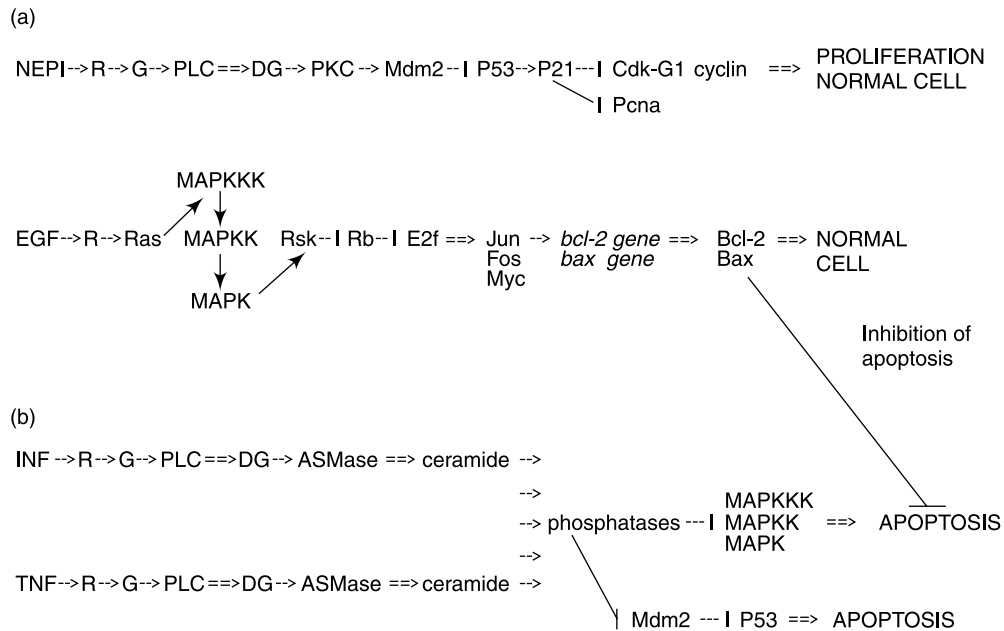 (a)
NEPI-->R-->G-->PLC==>DG-->PKC-->Mdm2--I P53-->P21---I Cdk-G1 cyclin ==> PROLIFERATION
NORMAL CELL
I Pcna
MAPKKK
EGF-->R-->Ras MAPKK Rsk--I Rb--I E2f ==> Jun --> bcl-2 gene ==> Bcl-2 ==> NORMAL
Fos bax gene Bax CELL
Myc
MAPK
Inhibition of
apoptosis
(b)
INF-->R-->G-->PLC==>DG-->ASMase ==> ceramide -->
-->
MAPKKK
--> phosphatases ---I MAPKK ==> APOPTOSIS
MAPK
-->
TNF-->R-->G-->PLC==>DG-->ASMase ==>ceramide -->
I Mdm2 ---I P53 ==> APOPTOSIS